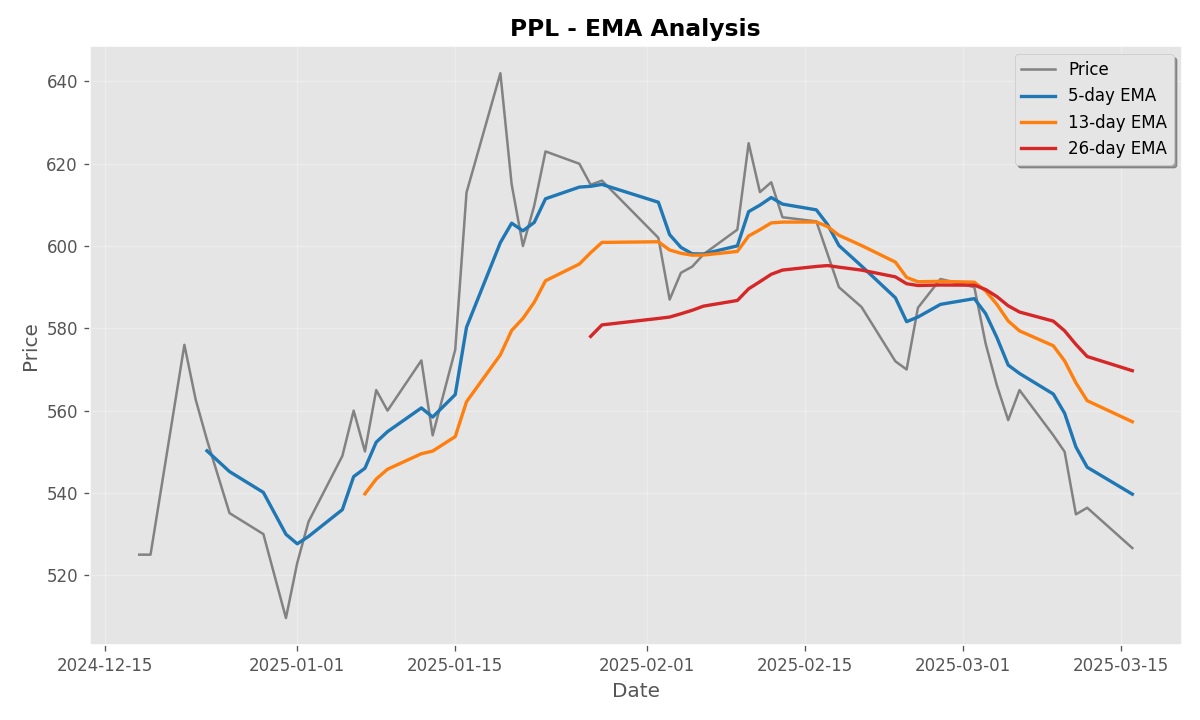 PPL - EMA Analysis
Price
5-day EMA
13-day EMA
26-day EMA
Price
640
620
600
580
560
540
520
2024-12-15
2025-01-01
2025-01-15
2025-02-01
2025-02-15
2025-03-01
2025-03-15
Date